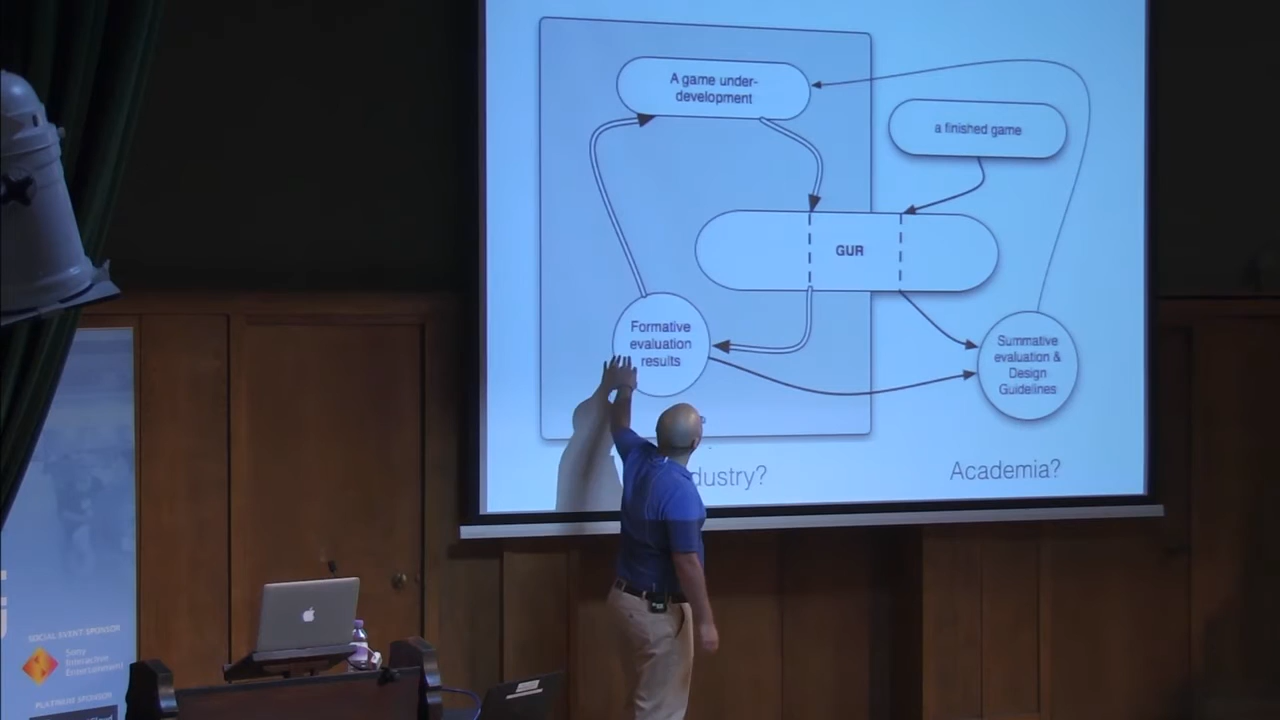 A game under-
development
a finished game
GUR
Formative
evaluation
results
Summative
evaluation &
Design
Guidelines
dustry?
Academia?
SOCIAL EVENT SPONSOR
Sony
Interactive
Entertainment
PLATINUM SPONSOR